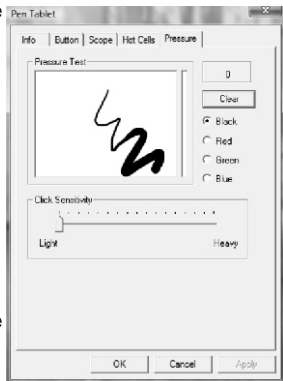 Pen Tablet
Info Button Scope Hot Cells Pressure
Pressure Test
0
Clear
Black
Red
Green
Blue
Click Sensitivity
Light Heavy
OK Cancel Apply